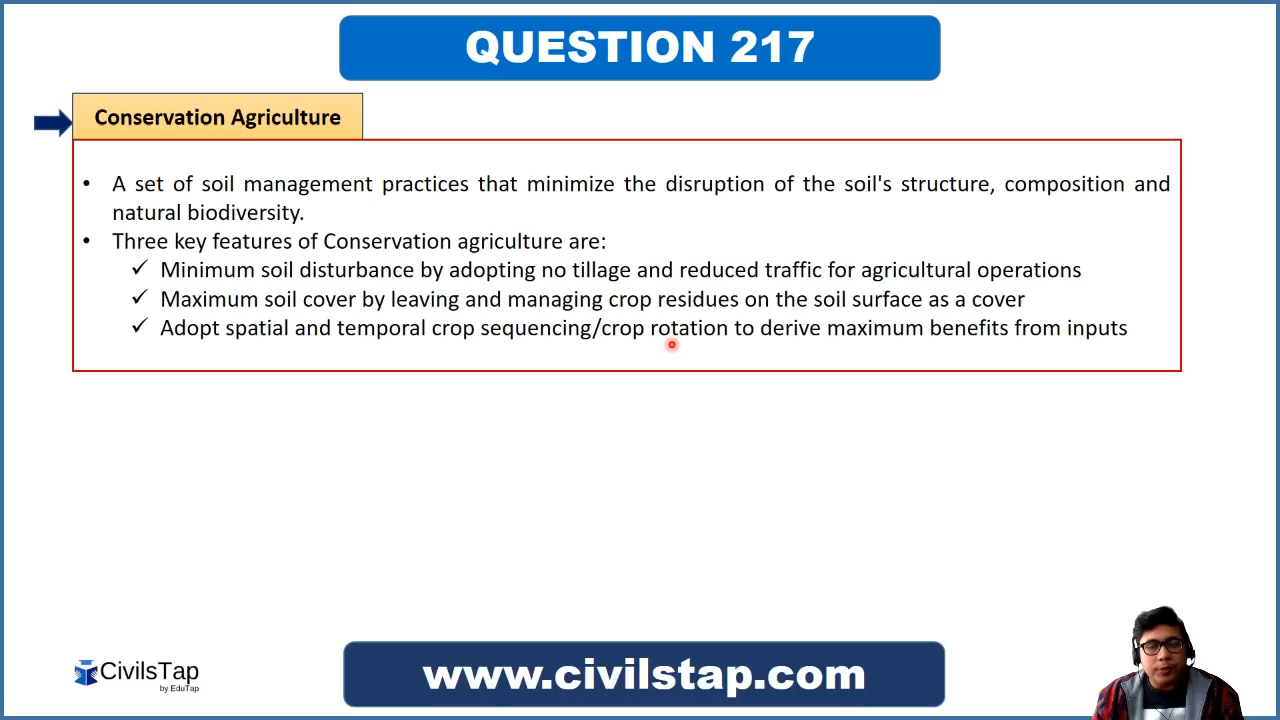 QUESTION 217
Conservation Agriculture
• A set of soil management practices that minimize the disruption of the soil's structure, composition and
natural biodiversity.
• Three key features of Conservation agriculture are:
✓ Minimum soil disturbance by adopting no tillage and reduced traffic for agricultural operations
✓ Maximum soil cover by leaving and managing crop residues on the soil surface as a cover
✓ Adopt spatial and temporal crop sequencing/crop rotation to derive maximum benefits from inputs
CivilsTap
by EduTap
www.civilstap.com